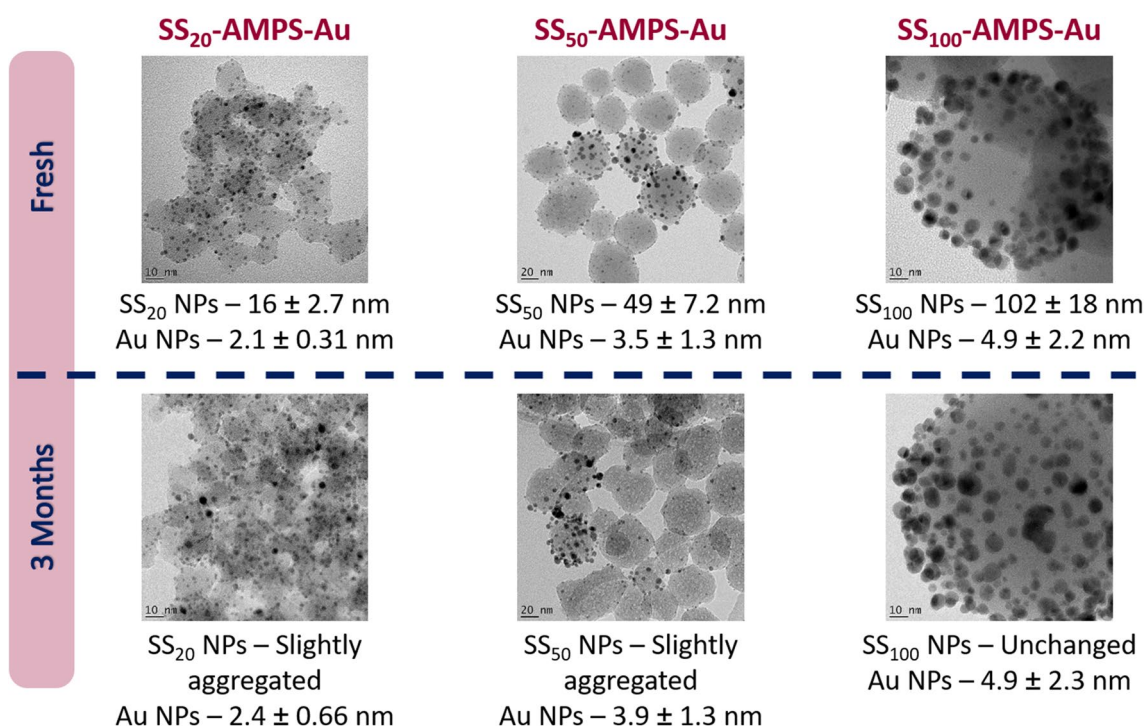 SS₂₀-AMPS-Au
SS₅₀-AMPS-Au
SS₁₀₀-AMPS-Au
Fresh
10 nm
20 nm
10 nm
SS₂₀ NPs – 16 ± 2.7 nm
Au NPs – 2.1 ± 0.31 nm
SS₅₀ NPs – 49 ± 7.2 nm
Au NPs – 3.5 ± 1.3 nm
SS₁₀₀ NPs – 102 ± 18 nm
Au NPs – 4.9 ± 2.2 nm
3 Months
10 nm
20 nm
10 nm
SS₂₀ NPs – Slightly
aggregated
Au NPs – 2.4 ± 0.66 nm
SS₅₀ NPs – Slightly
aggregated
Au NPs – 3.9 ± 1.3 nm
SS₁₀₀ NPs – Unchanged
Au NPs – 4.9 ± 2.3 nm